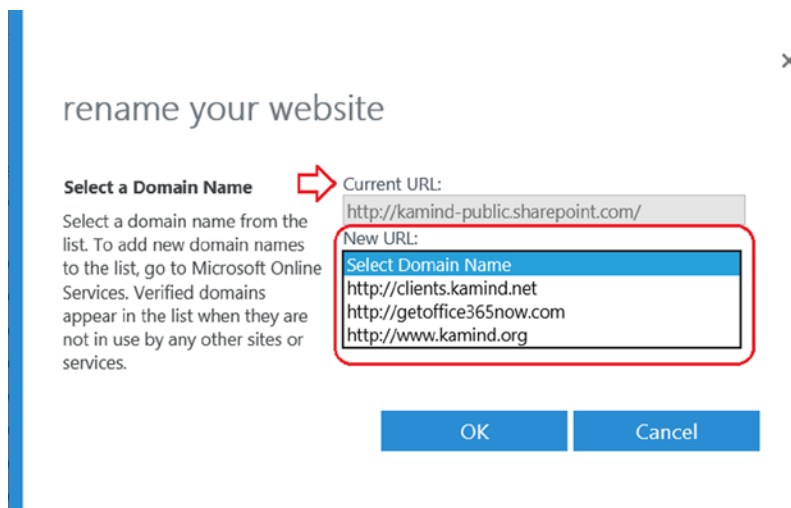 rename your website
Select a Domain Name
Select a domain name from the
list. To add new domain names
to the list, go to Microsoft Online
Services. Verified domains
appear in the list when they are
not in use by any other sites or
services.
Current URL:
http://kamind-public.sharepoint.com/
New URL:
Select Domain Name
http://clients.kamind.net
http://getoffice365now.com
http://www.kamind.org
OK
Cancel